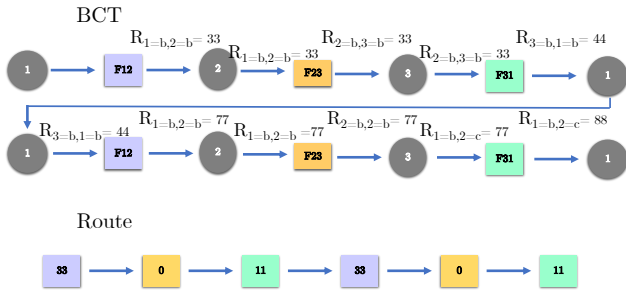 BCT
R1=b,2=b= 33
R1=b,2=b= 33
R2=b,3=b= 33
R2=b,3=b= 33
R3=b,1=b= 44
1 F12 2 F23 3 F31 1
R3=b,1=b= 44
R1=b,2=b= 77
R1=b,2=b=77
R2=b,2=b= 77
R1=b,2=c= 77
R1=b,2=c= 88
1 F12 2 F23 3 F31 1
Route
33 0 11 33 0 11